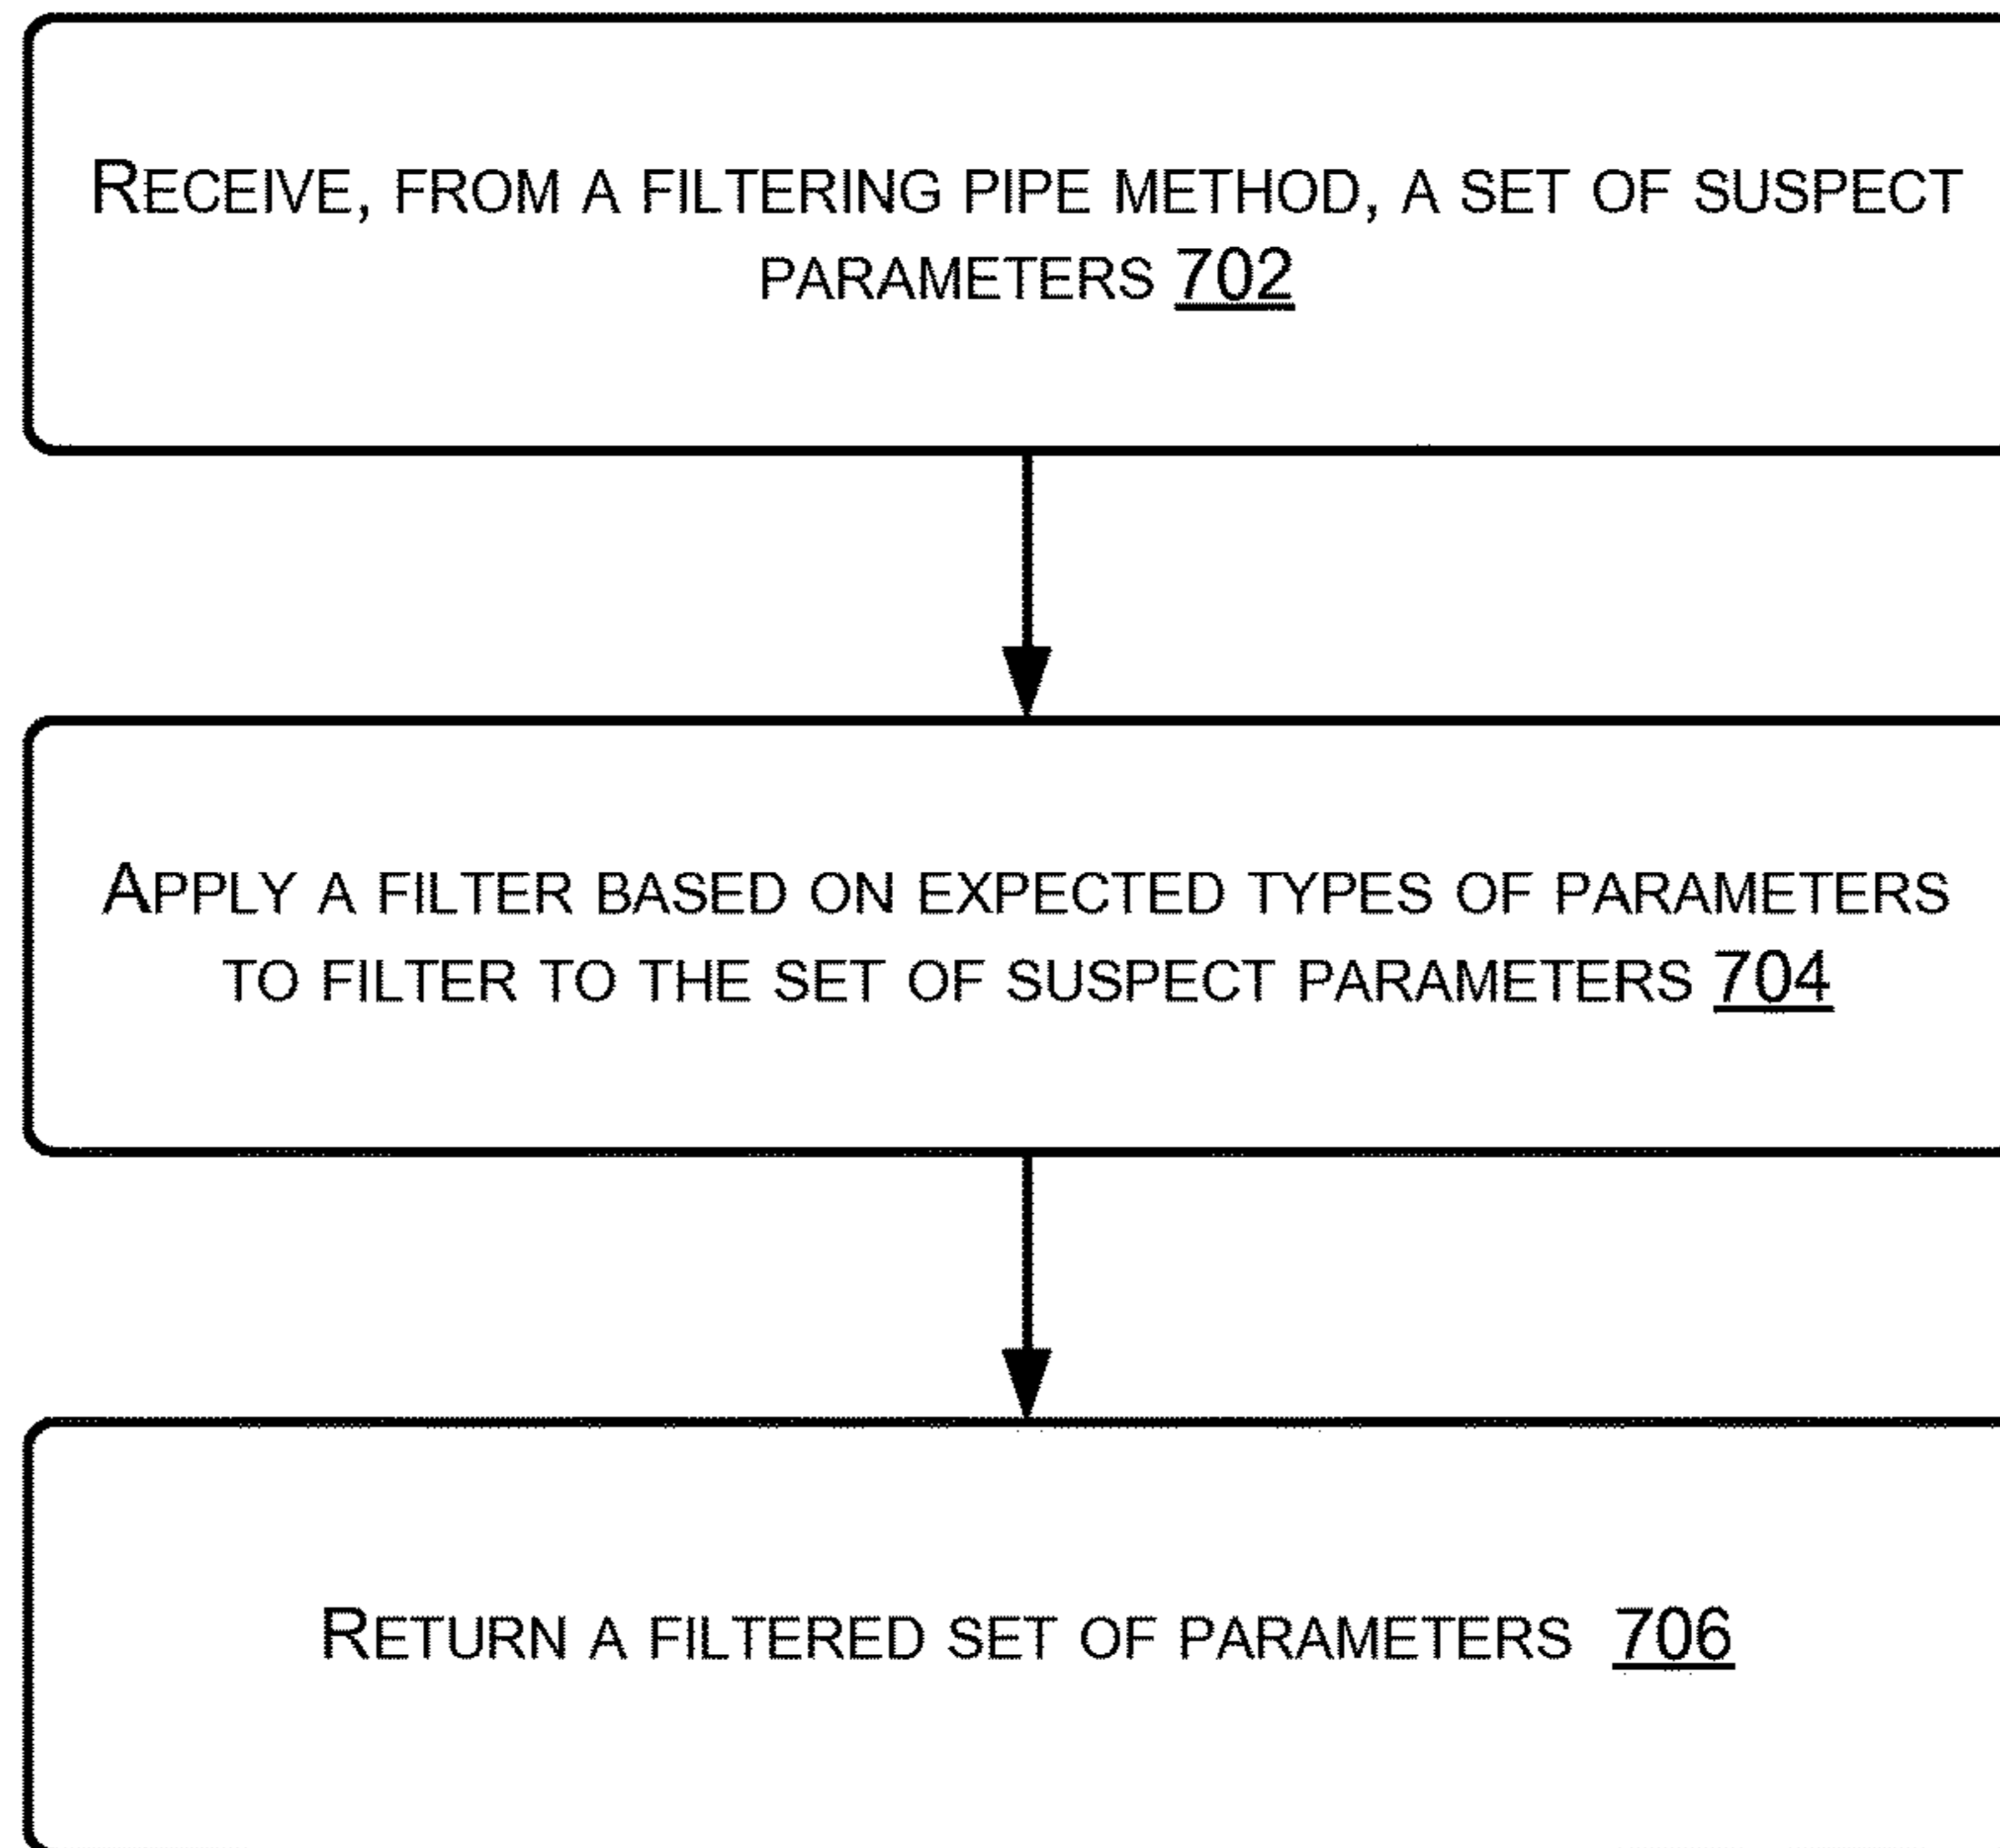 RECEIVE, FROM A FILTERING PIPE METHOD, A SET OF SUSPECT
PARAMETERS 702
APPLY A FILTER BASED ON EXPECTED TYPES OF PARAMETERS
TO FILTER TO THE SET OF SUSPECT PARAMETERS 704
RETURN A FILTERED SET OF PARAMETERS 706